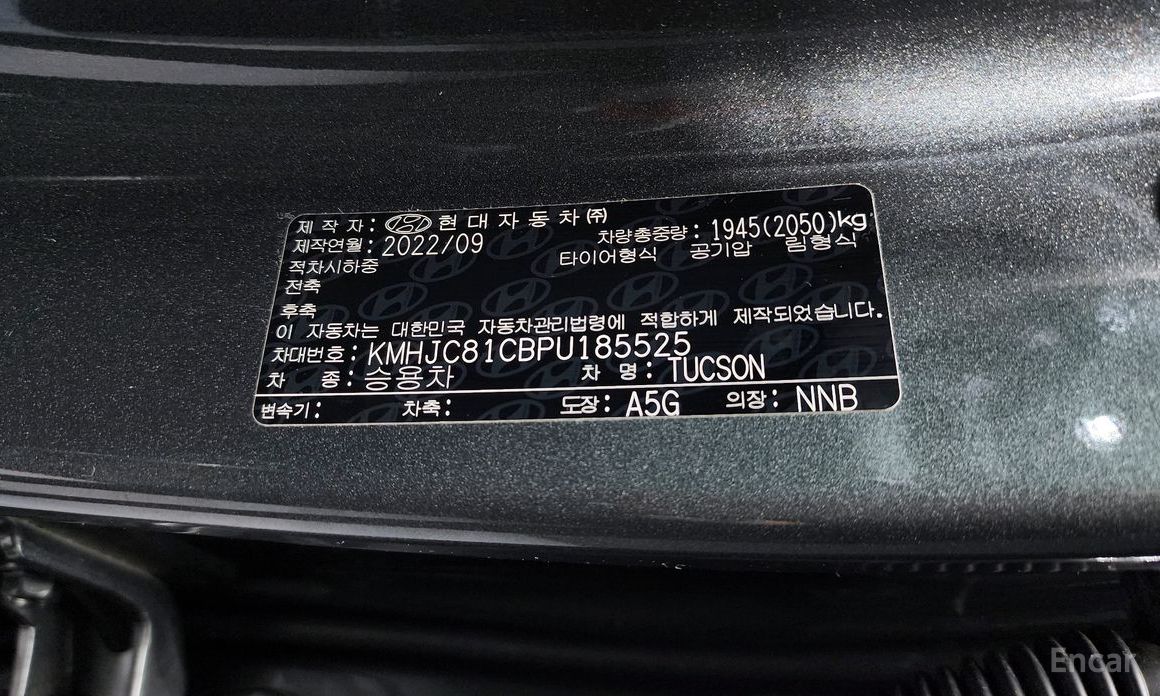 제 작 자 : 현대자동차㈜
제작연월 : 2022/09 차량총중량 : 1945(2050)kg
적차시하중 타이어형식 공기압 림형식
전축
후축
이 자동차는 대한민국 자동차관리법령에 적합하게 제작되었습니다.
차대번호 : KMHJC81CBPU185525
차 종 : 승용차 차 명 : TUCSON
변속기 : 차축 : 도장 : A5G 의장 : NNB
Encar